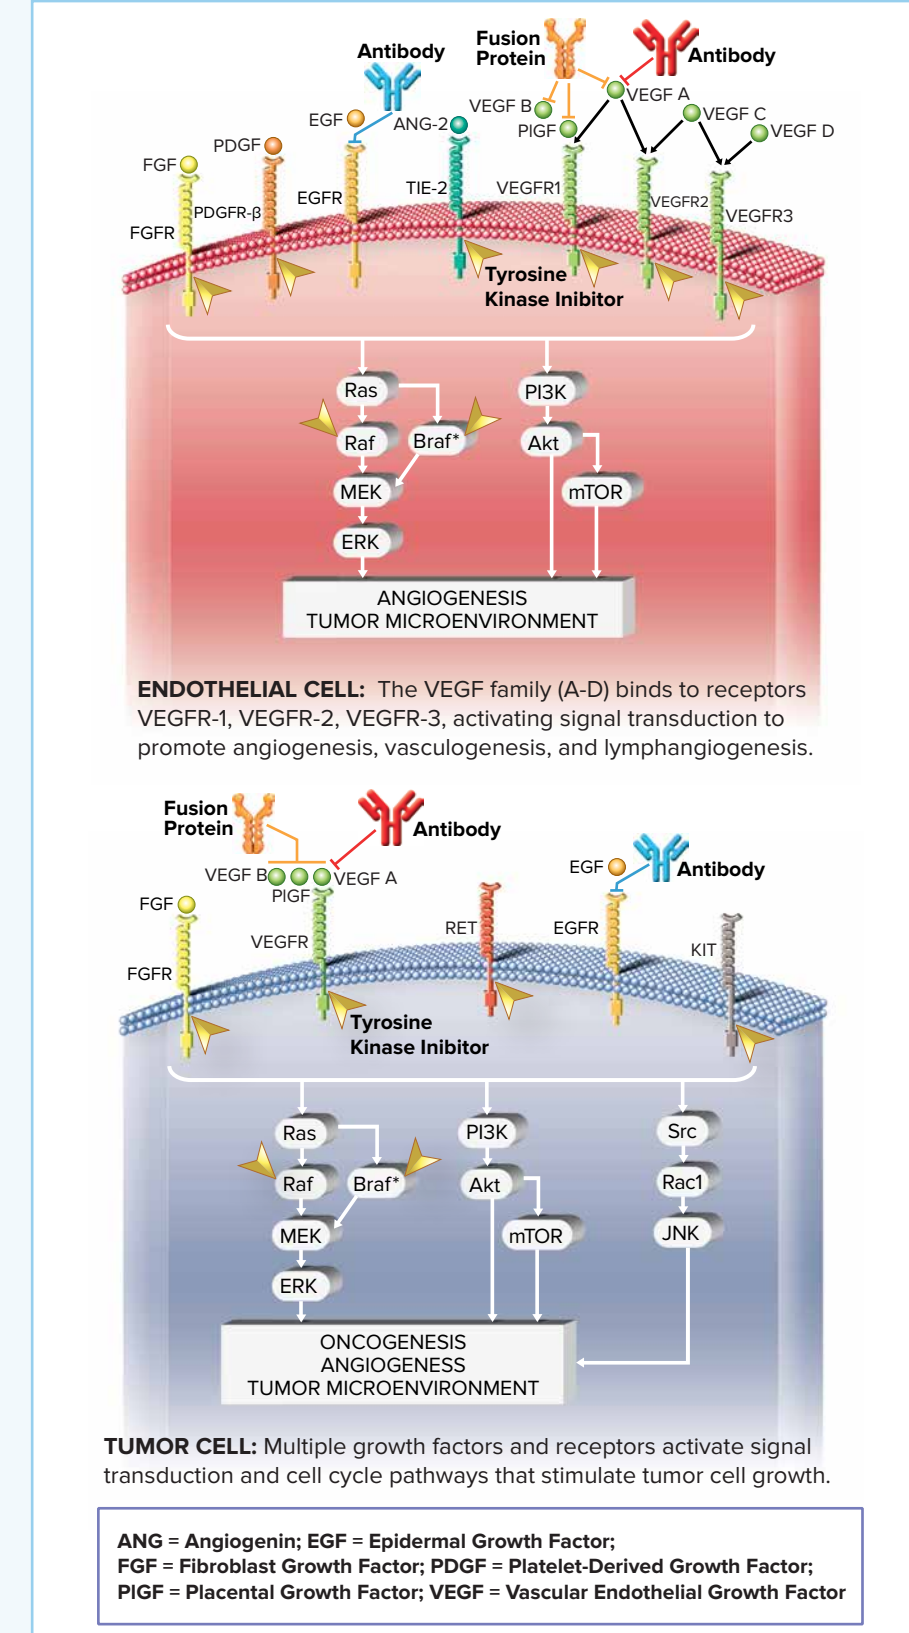 Fusion
Protein
Antibody
Antibody
VEGF B
VEGF A
EGF
ANG-2
PIGF
VEGF C
VEGF D
PDGF
FGF
EGFR
TIE-2
VEGFR1
VEGFR2
PDGFR-β
VEGFR3
FGFR
Tyrosine
Kinase Inibitor
Ras
PI3K
Raf
Braf*
Akt
MEK
mTOR
ERK
ANGIOGENESIS
TUMOR MICROENVIRONMENT
ENDOTHELIAL CELL: The VEGF family (A-D) binds to receptors
VEGFR-1, VEGFR-2, VEGFR-3, activating signal transduction to
promote angiogenesis, vasculogenesis, and lymphangiogenesis.
Fusion
Protein
Antibody
VEGF B
VEGF A
PIGF
EGF
Antibody
FGF
VEGFR
RET
EGFR
KIT
FGFR
Tyrosine
Kinase Inibitor
Ras
PI3K
Src
Raf
Braf*
Akt
Rac1
MEK
mTOR
JNK
ERK
ONCOGENESIS
ANGIOGENESS
TUMOR MICROENVIRONMENT
TUMOR CELL: Multiple growth factors and receptors activate signal
transduction and cell cycle pathways that stimulate tumor cell growth.
ANG = Angiogenin; EGF = Epidermal Growth Factor;
FGF = Fibroblast Growth Factor; PDGF = Platelet-Derived Growth Factor;
PIGF = Placental Growth Factor; VEGF = Vascular Endothelial Growth Factor